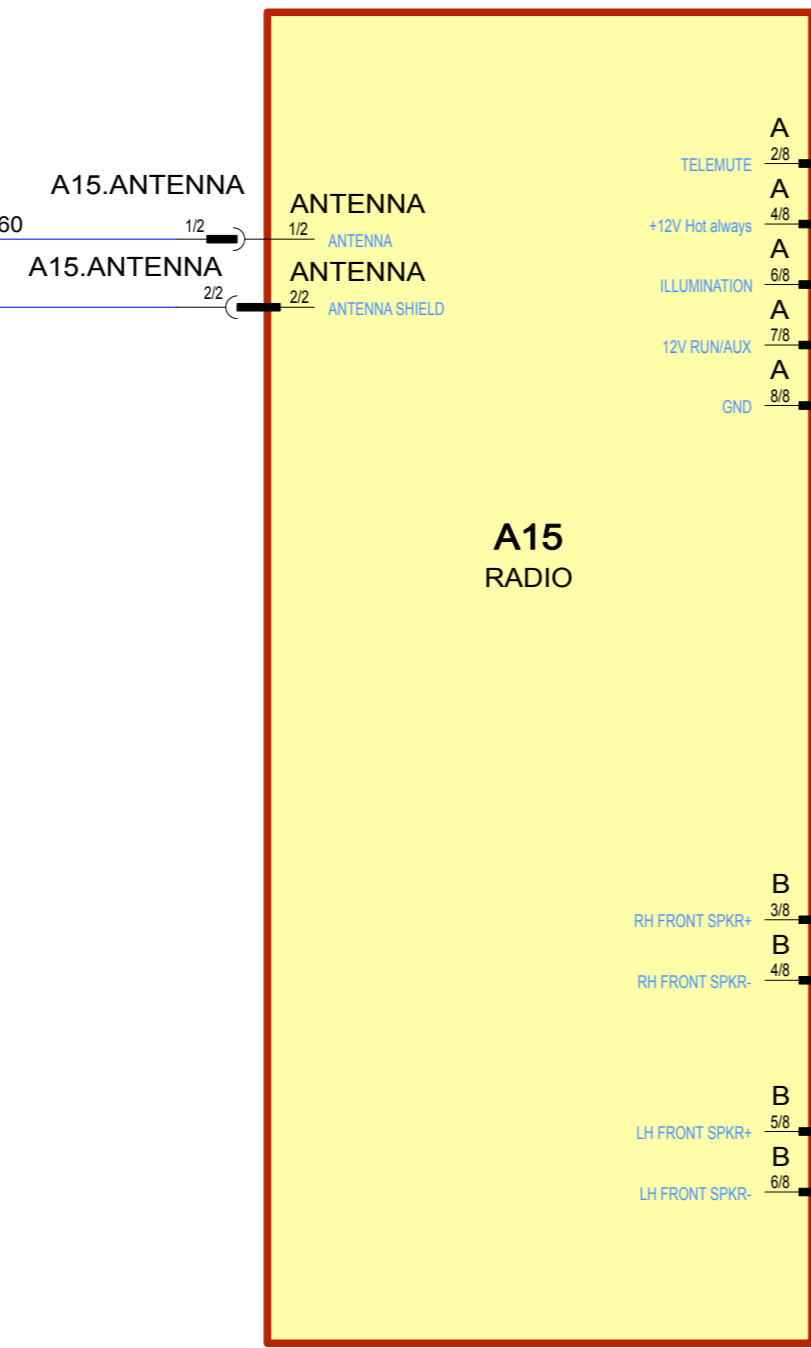 A15.ANTENNA
60
1/2
ANTENNA
1/2
ANTENNA
A15.ANTENNA
2/2
ANTENNA
2/2
ANTENNA SHIELD
A
TELEMUTE 2/8
A
+12V Hot always 4/8
A
ILLUMINATION 6/8
A
12V RUN/AUX 7/8
A
GND 8/8
A15
RADIO
B
RH FRONT SPKR+ 3/8
B
RH FRONT SPKR- 4/8
B
LH FRONT SPKR+ 5/8
B
LH FRONT SPKR- 6/8